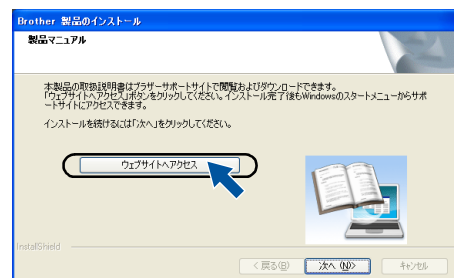 Brother 製品のインストール
製品マニュアル
本製品の取扱説明書はブラザーサポートサイトで閲覧およびダウンロードできます。
「ウェブサイトへアクセス」ボタンをクリックしてください。インストール完了後もWindowsのスタートメニューからサポ
ートサイトにアクセスできます。
インストールを続けるには「次へ」をクリックしてください。
ウェブサイトへアクセス
InstallShield
< 戻る(B)
次へ (N)>
キャンセル